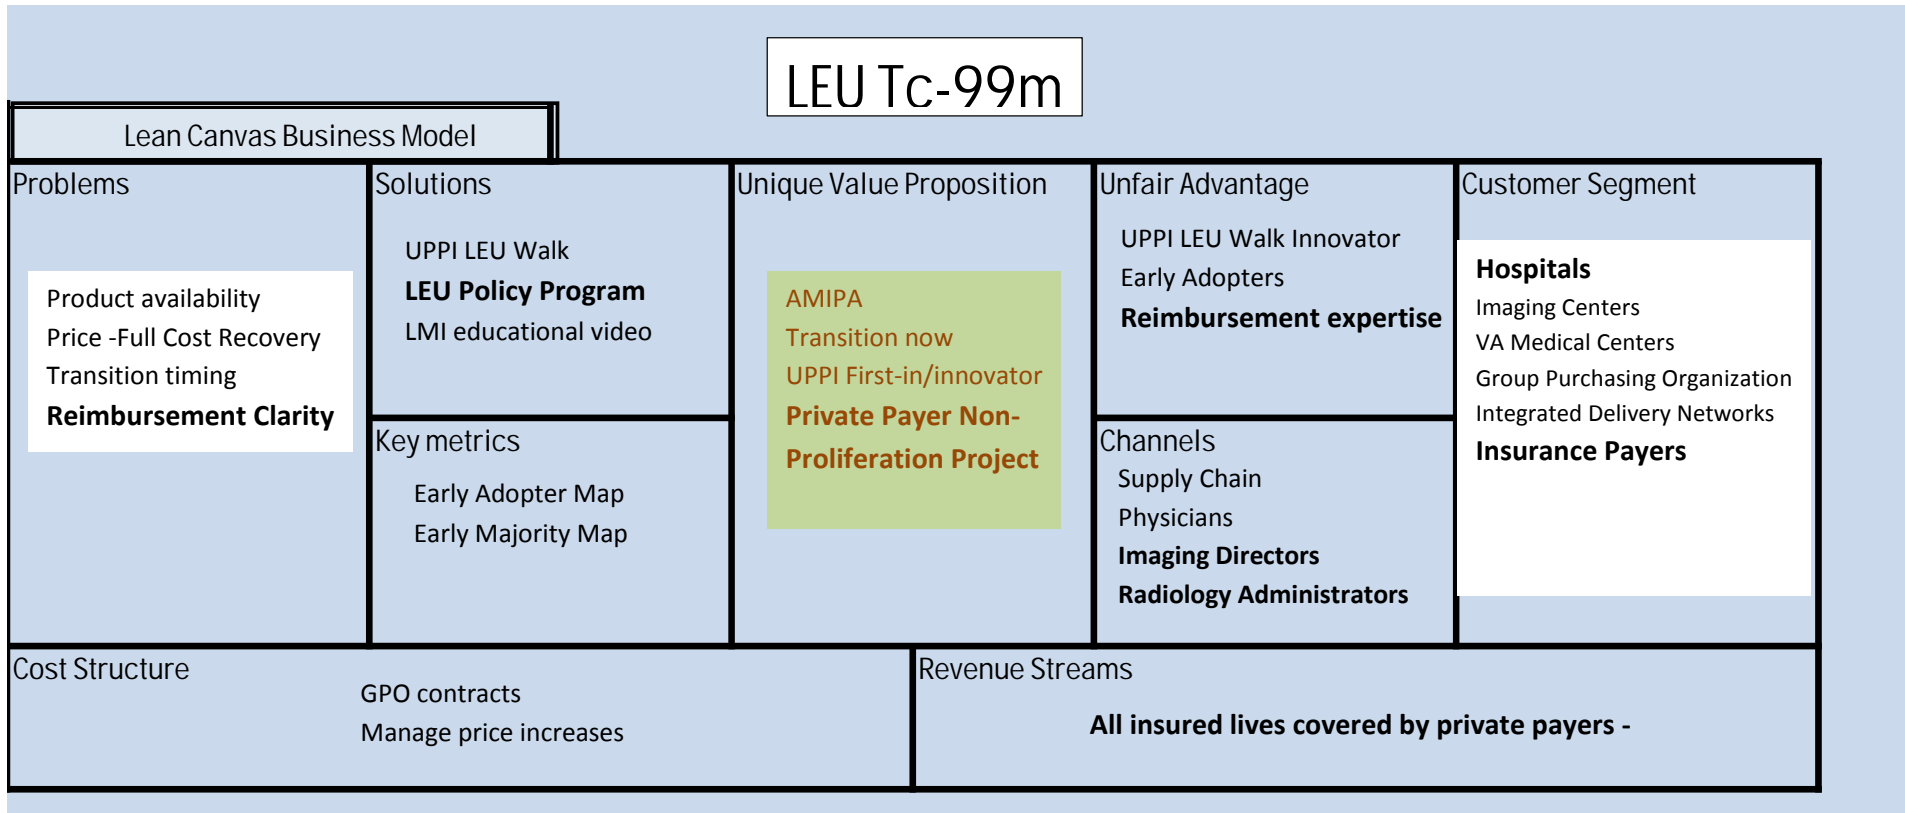 LEU Tc-99m
Lean Canvas Business Model
Problems
Product availability
Price -Full Cost Recovery
Transition timing
Reimbursement Clarity
Solutions
UPPI LEU Walk
LEU Policy Program
LMI educational video
Key metrics
Early Adopter Map
Early Majority Map
Unique Value Proposition
AMIPA
Transition now
UPPI First-in/innovator
Private Payer Non-
Proliferation Project
Unfair Advantage
UPPI LEU Walk Innovator
Early Adopters
Reimbursement expertise
Channels
Supply Chain
Physicians
Imaging Directors
Radiology Administrators
Customer Segment
Hospitals
Imaging Centers
VA Medical Centers
Group Purchasing Organization
Integrated Delivery Networks
Insurance Payers
Cost Structure
GPO contracts
Manage price increases
Revenue Streams
All insured lives covered by private payers -